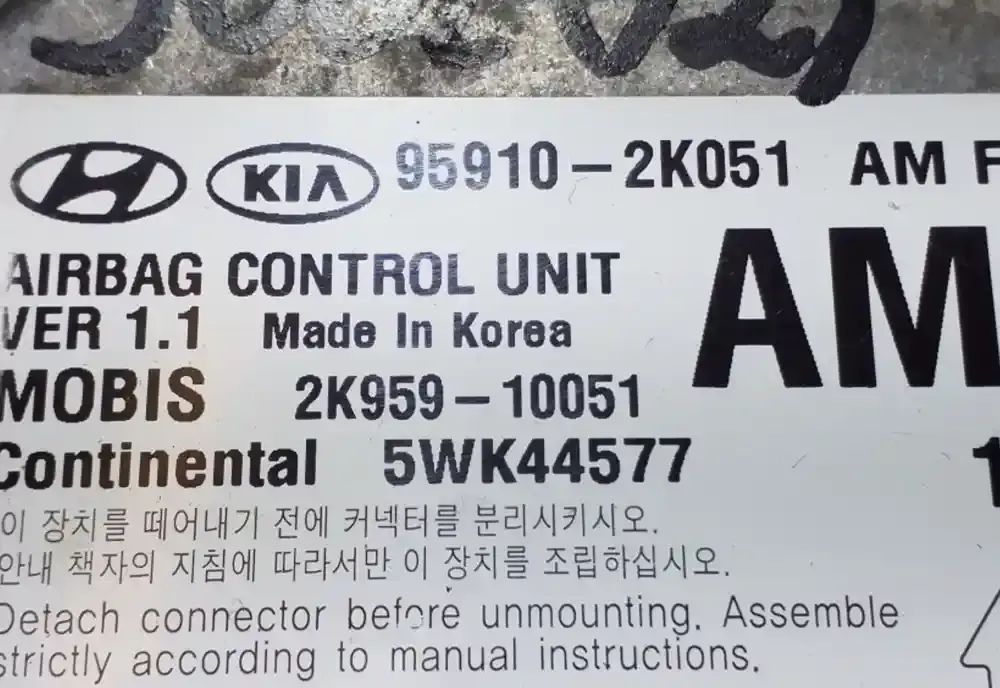 KIA 95910-2K051 AM F
AIRBAG CONTROL UNIT
AM
VER 1.1 Made In Korea
MOBIS 2K959-10051
Continental 5WK44577
이 장치를 떼어내기 전에 커넥터를 분리시키시오.
안내 책자의 지침에 따라서만 이 장치를 조립하십시오.
Detach connector before unmounting. Assemble
strictly according to manual instructions.